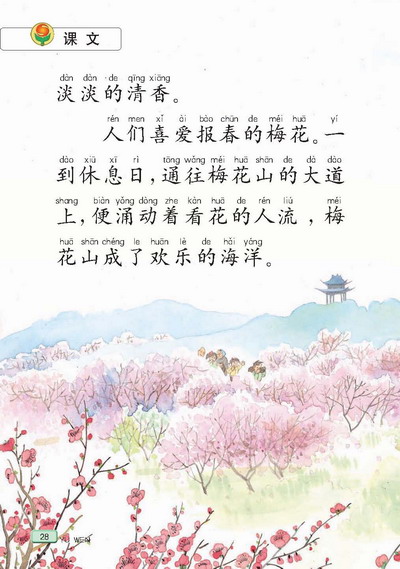 课文
dàn dàn de qīng xiāng
淡淡的清香。
rén men xǐ ài bào chūn de méi huā yí
人们喜爱报春的梅花。一
dào xiū xī rì tōng wǎng méi huā shān de dà dào
到休息日，通往梅花山的大道
shang biàn yǒng dòng zhe kàn huā de rén liú méi
上，便涌动着看花的人流，梅
huā shān chéng le huān lè de hǎi yáng
花山成了欢乐的海洋。
28 YU WEN